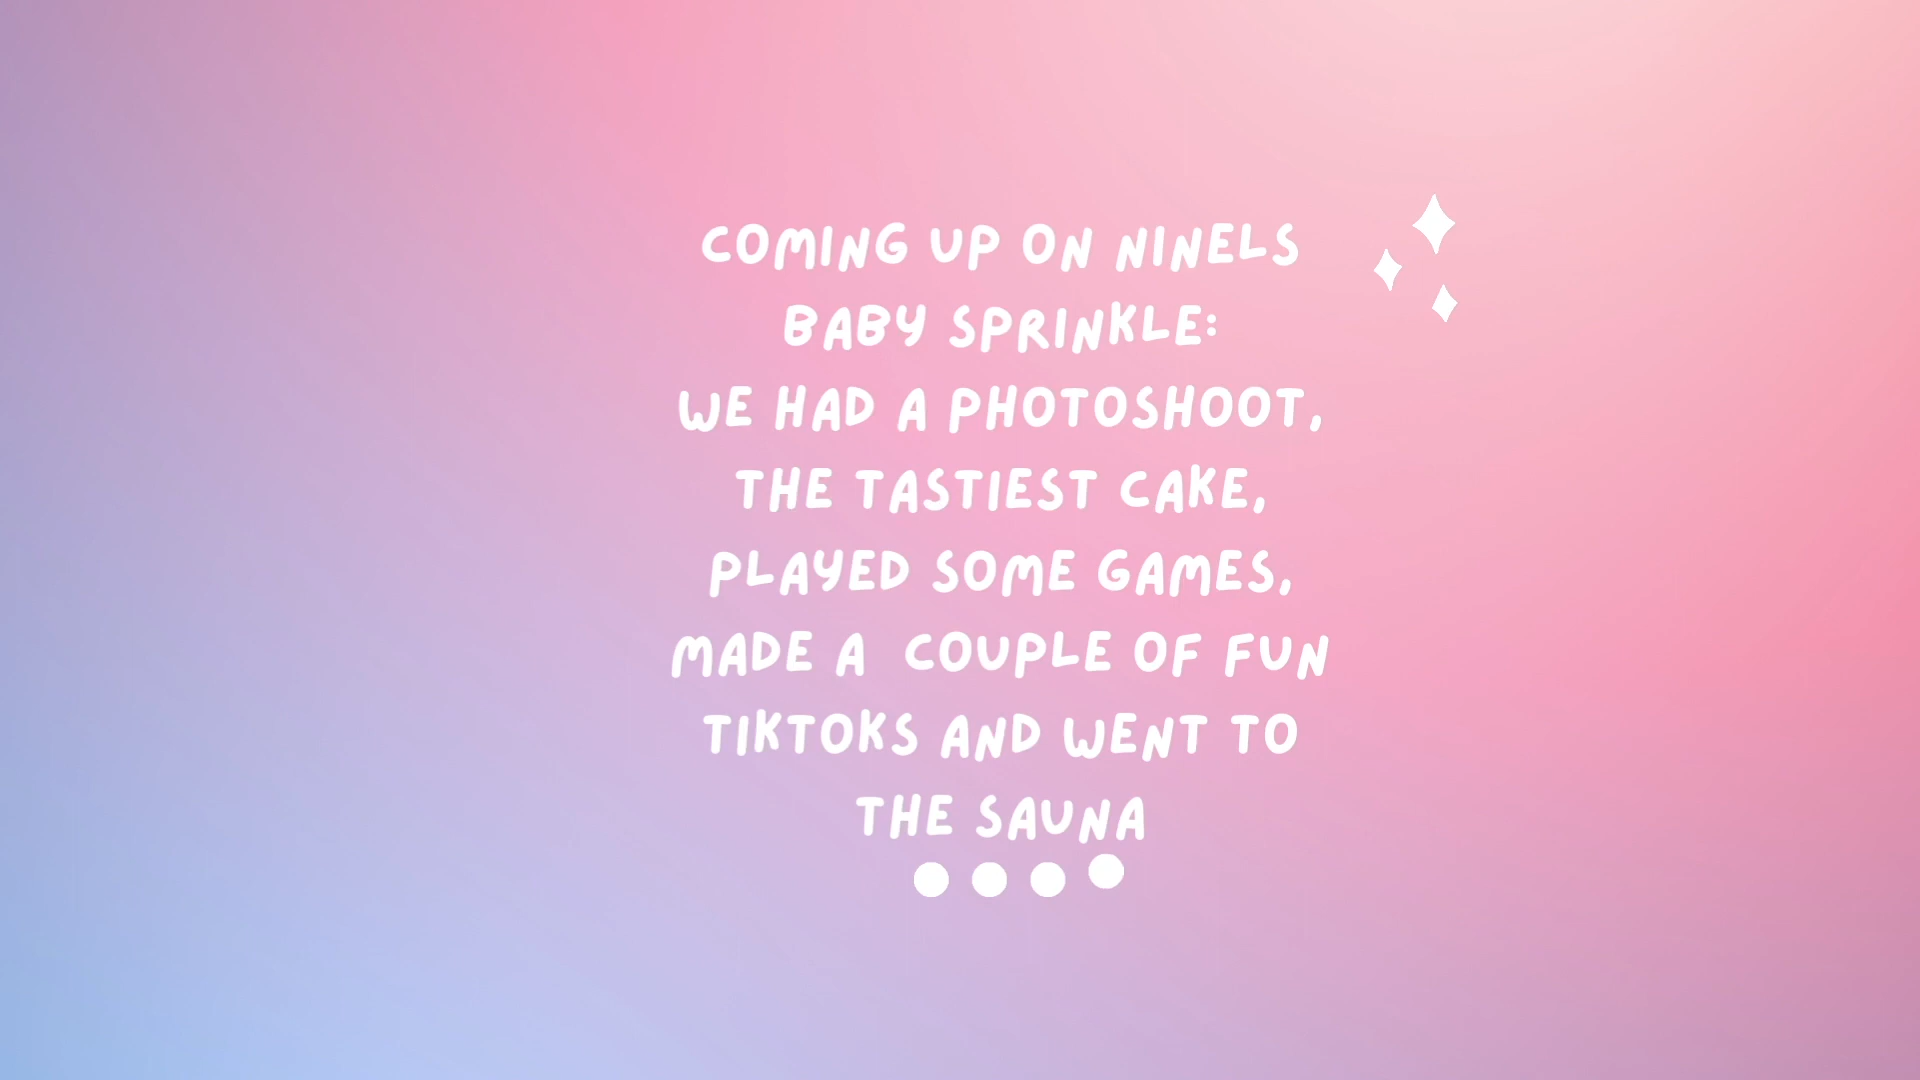 COMING UP ON NINELS
BABY SPRINKLE:
WE HAD A PHOTOSHOOT,
THE TASTIEST CAKE,
PLAYED SOME GAMES,
MADE A  COUPLE OF FUN
TIKTOKS AND WENT TO
THE SAUNA